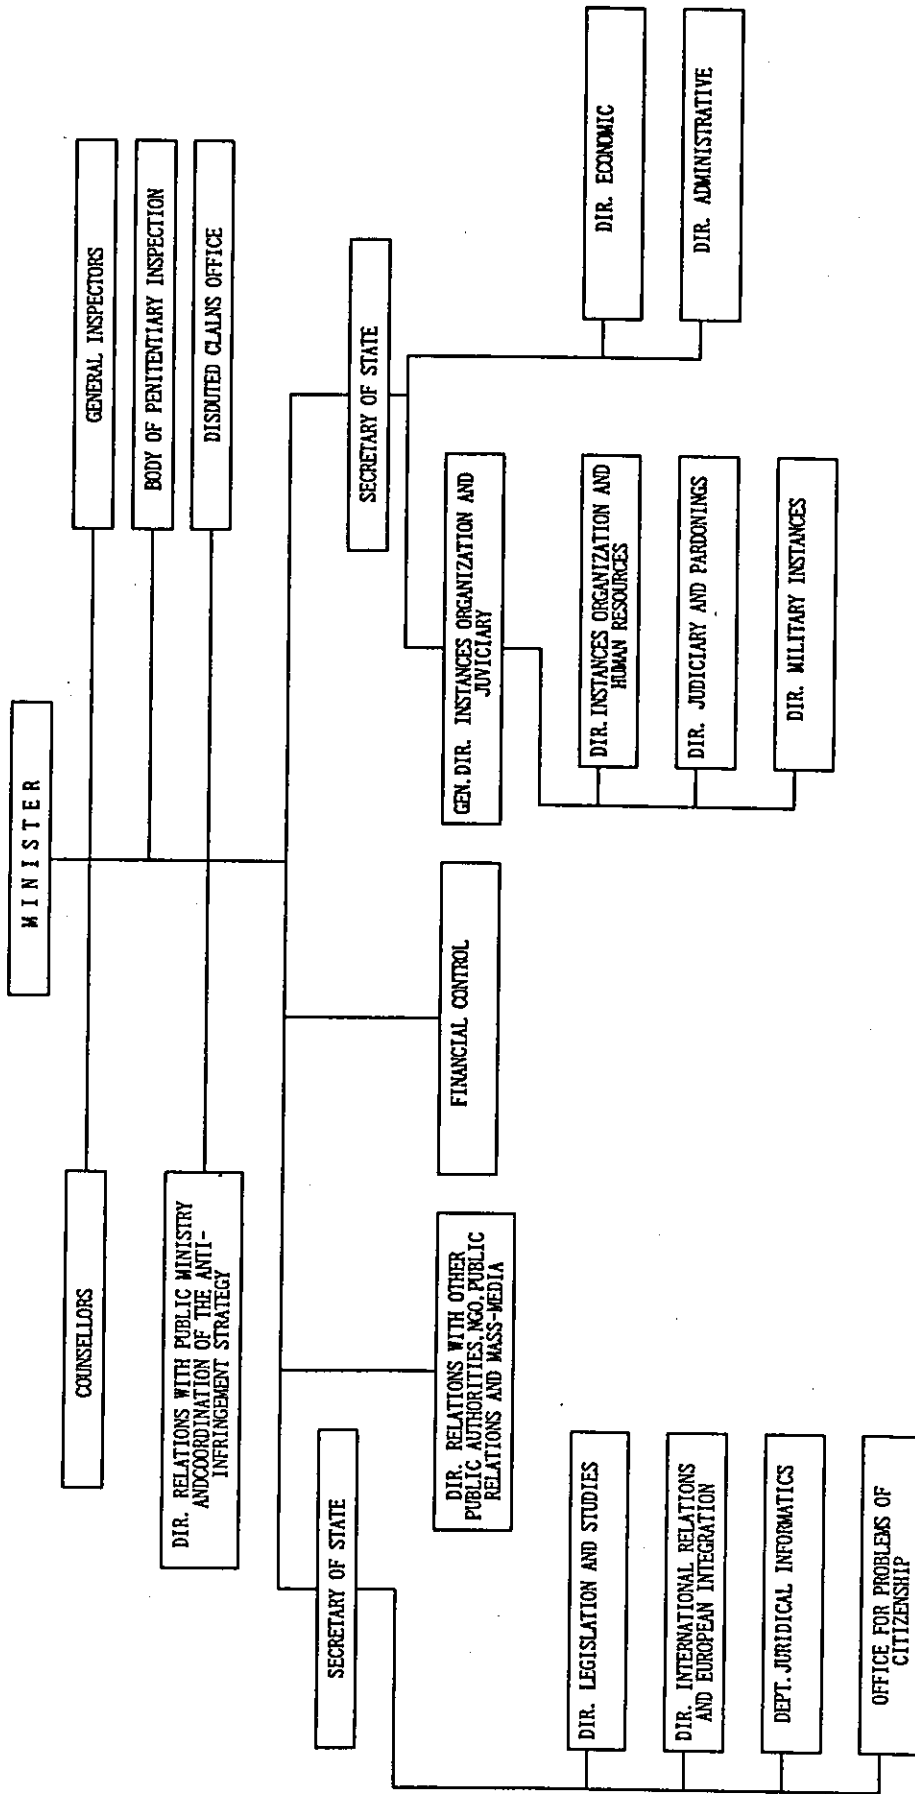 MINISTER
COUNSELLORS
GENERAL INSPECTORS
BODY OF PENITENTIARY INSPECTION
DIR. RELATIONS WITH PUBLIC MINISTRY
ANDCOORDINATION OF THE ANTI-
INFRINGEMENT STRATEGY
DISDUTED CLALNS OFFICE
SECRETARY OF STATE
SECRETARY OF STATE
DIR. RELATIONS WITH OTHER
PUBLIC AUTHORITIES,NGO,PUBLIC
RELATIONS AND MASS-MEDIA
FINANCIAL CONTROL
GEN.DIR. INSTANCES ORGANIZATION AND
JUVICIARY
DIR. LEGISLATION AND STUDIES
DIR. INTERNATIONAL RELATIONS
AND EUROPEAN INTEGRATION
DEPT.JURIDICAL INFORMATICS
OFFICE FOR PROBLEMS OF
CITIZENSHIP
DIR.INSTANCES ORGANIZATION AND
HUMAN RESOURCES
DIR. JUDICIARY AND PARDONINGS
DIR. MILITARY INSTANCES
DIR. ECONOMIC
DIR. ADMINISTRATIVE